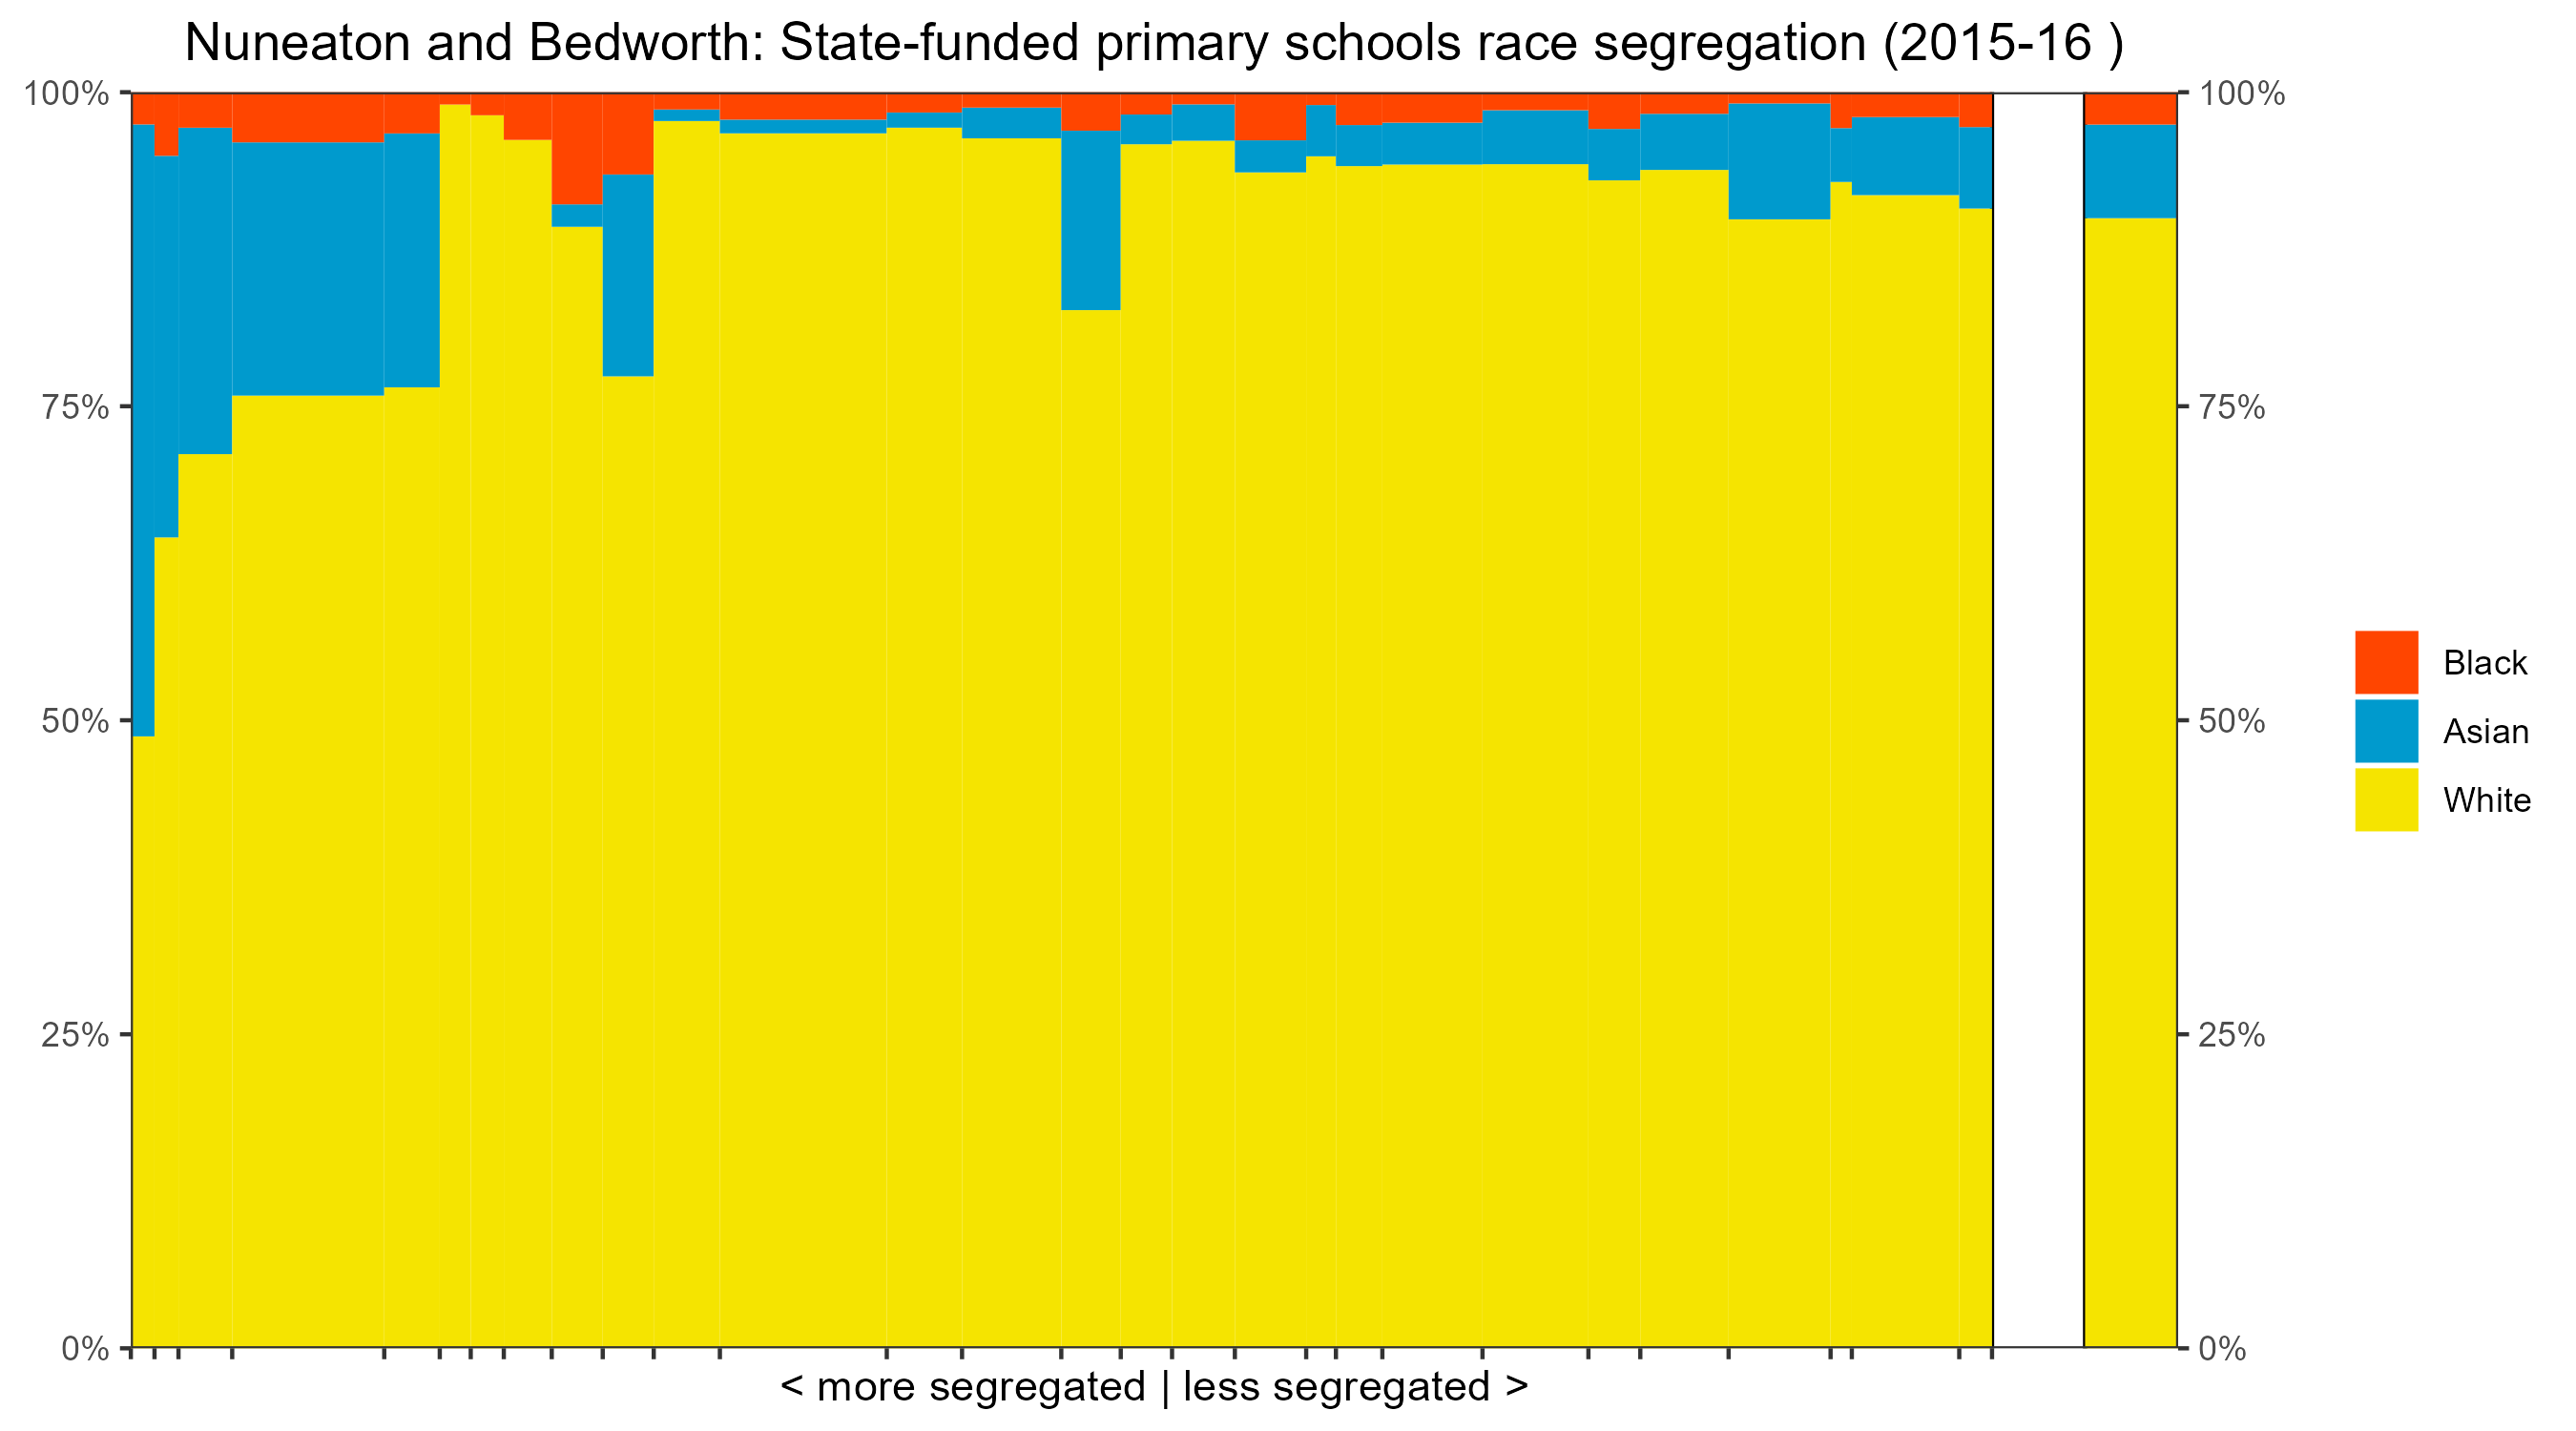 Nuneaton and Bedworth: State-funded primary schools race segregation (2015-16 )
100%
75%
50%
25%
0%
100%
75%
50%
25%
0%
Black
Asian
White
< more segregated | less segregated >